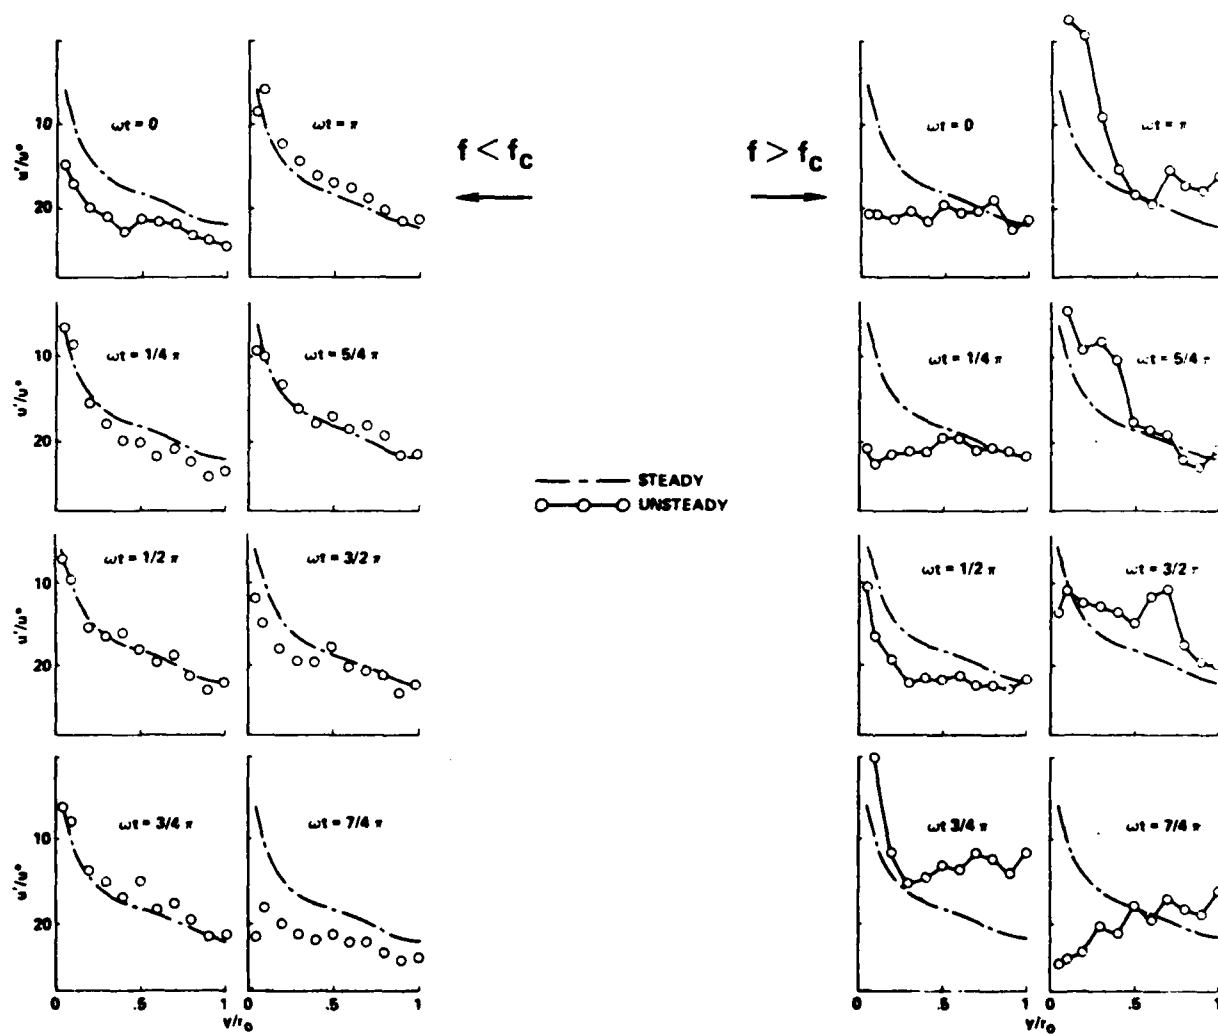 ωt = 0
ωt = π
10
20
u'/u°
f < fc
f > fc
ωt = 0
ωt = π
ωt = 1/4 π
ωt = 5/4 π
10
20
ωt = 1/4 π
ωt = 5/4 π
STEADY
UNSTEADY
ωt = 1/2 π
ωt = 3/2 π
10
20
u'/u°
ωt = 1/2 π
ωt = 3/2 π
ωt = 3/4 π
ωt = 7/4 π
10
20
u'/u°
0 .5 1 0 .5 1
y/ro
ωt 3/4 π
ωt = 7/4 π
0 .5 1 0 .5 1
y/ro